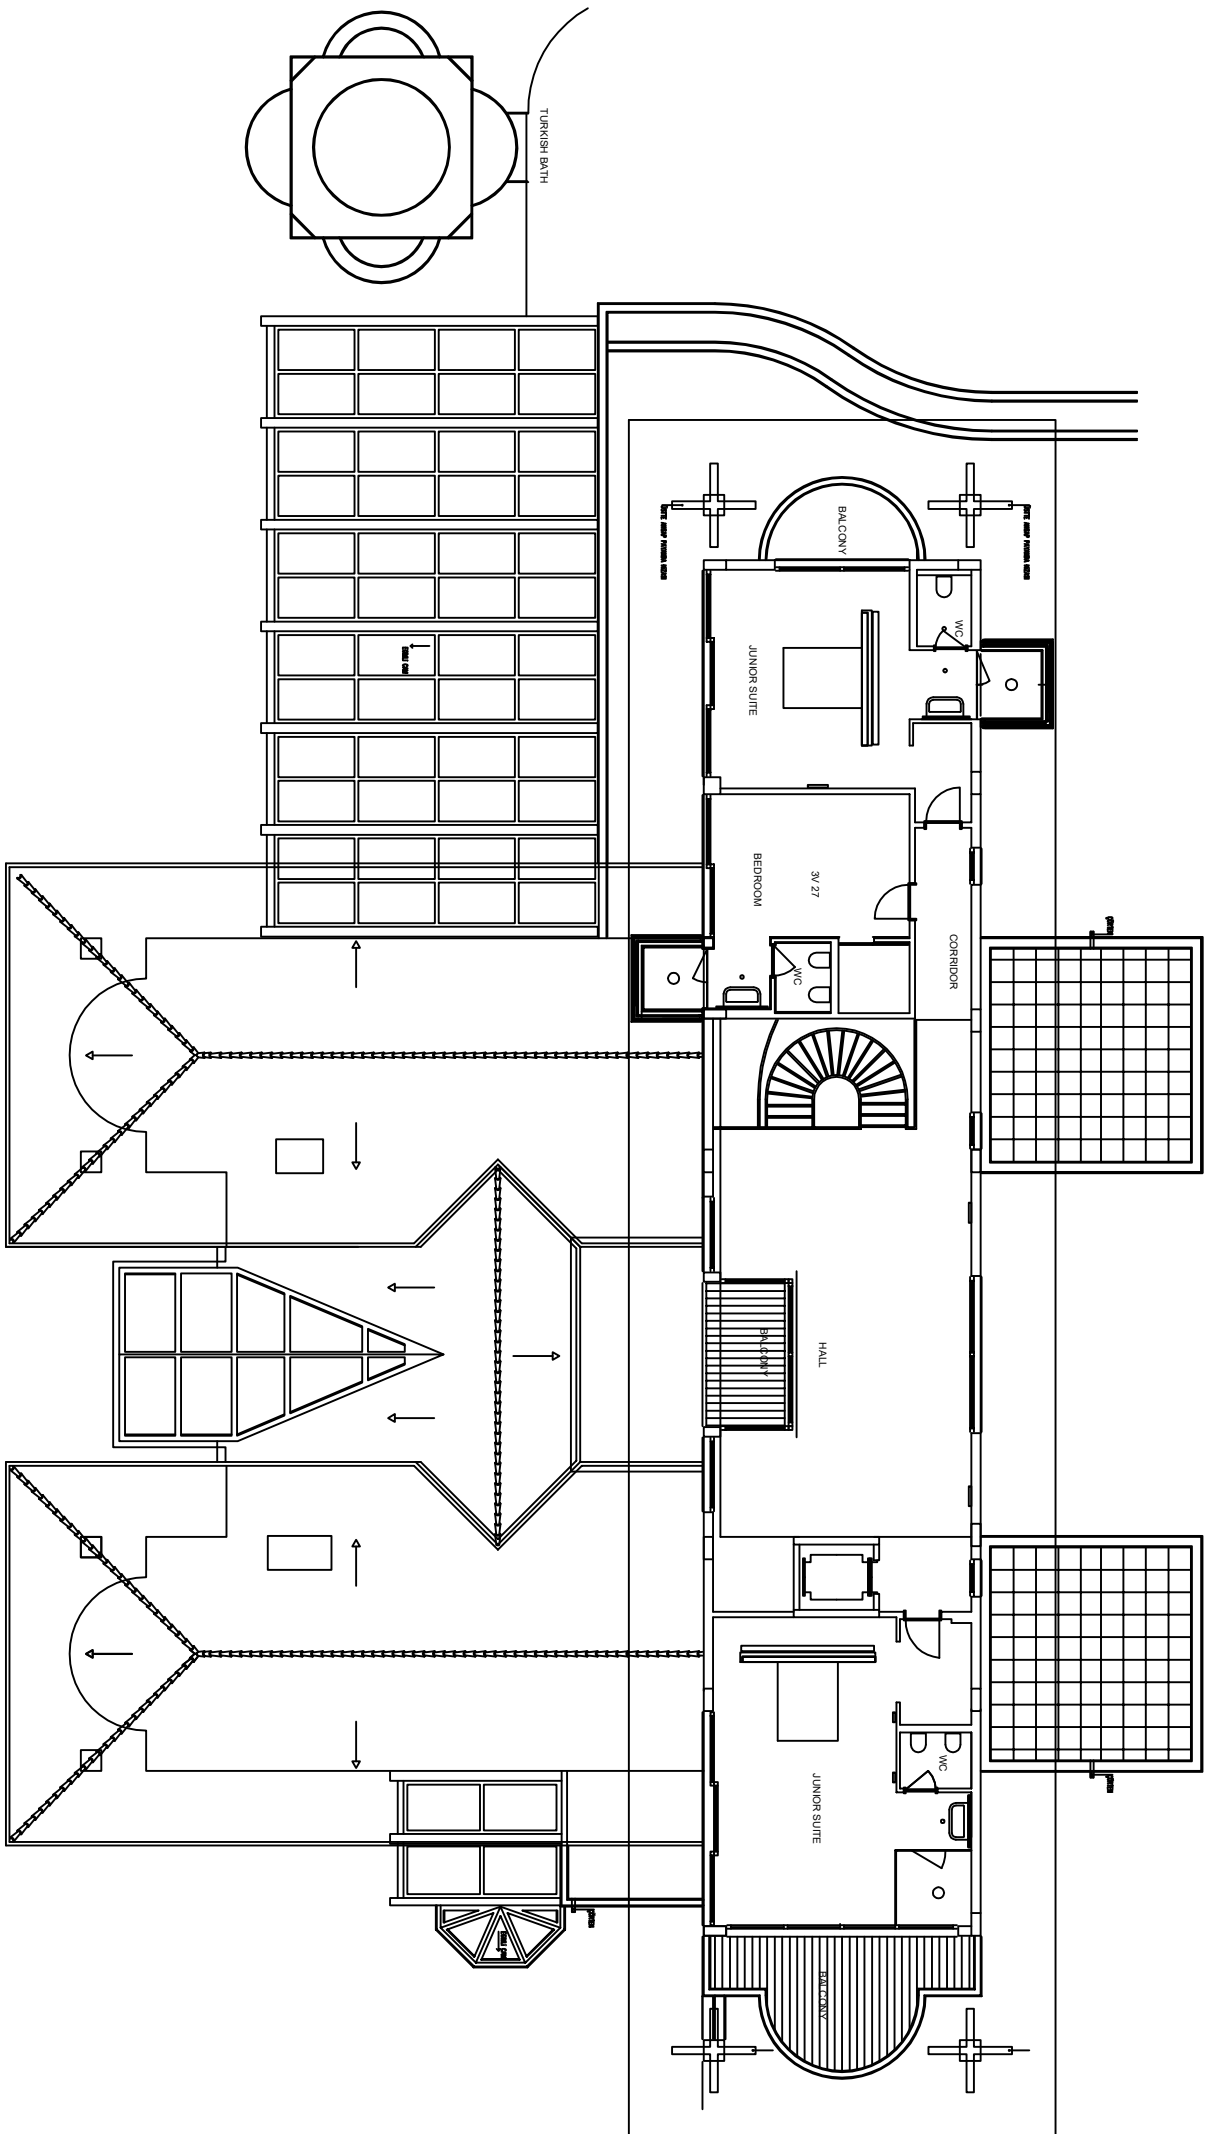 TURKISH BATH
BALCONY
WC
JUNIOR SUITE
BEDROOM
3V 27
WC
CORRIDOR
BALCONY
HALL
WC
JUNIOR SUITE
BALCONY